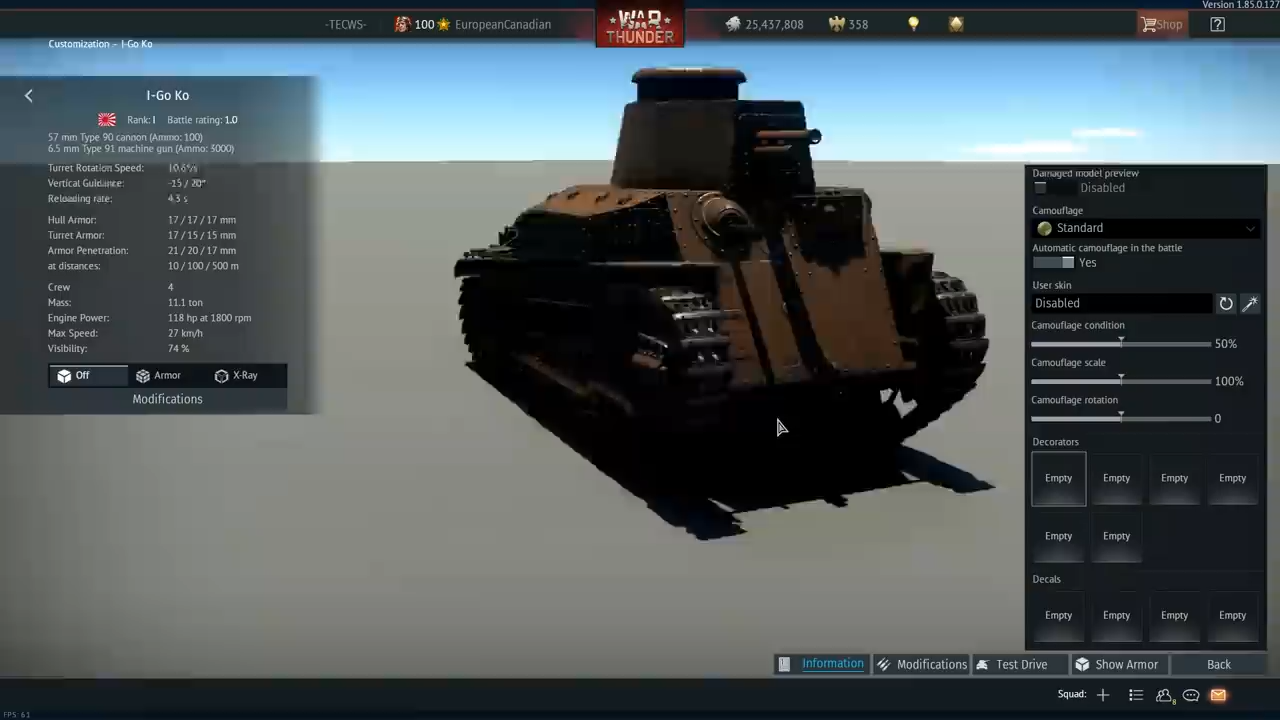 Version 1.85.0.127
-TECWS-
100 EuropeanCanadian
WAR THUNDER
25,437,808
358
Shop
Customization - I-Go Ko
I-Go Ko
Rank: I Battle rating: 1.0
57 mm Type 90 cannon (Ammo: 100)
6.5 mm Type 91 machine gun (Ammo: 3000)
Turret Rotation Speed:
Vertical Guidance: -15 / 20°
Reloading rate: 4.3 s
Hull Armor: 17 / 17 / 17 mm
Turret Armor: 17 / 15 / 15 mm
Armor Penetration: 21 / 20 / 17 mm
at distances: 10 / 100 / 500 m
Crew 4
Mass: 11.1 ton
Engine Power: 118 hp at 1800 rpm
Max Speed: 27 km/h
Visibility: 74 %
Off Armor X-Ray
Modifications
Damaged model preview
Disabled
Camouflage
Standard
Automatic camouflage in the battle
Yes
User skin
Disabled
Camouflage condition
50%
Camouflage scale
100%
Camouflage rotation
0
Decorators
Empty Empty Empty Empty
Empty Empty
Decals
Empty Empty Empty Empty
Information Modifications Test Drive Show Armor Back
Squad:
8
FPS: 61